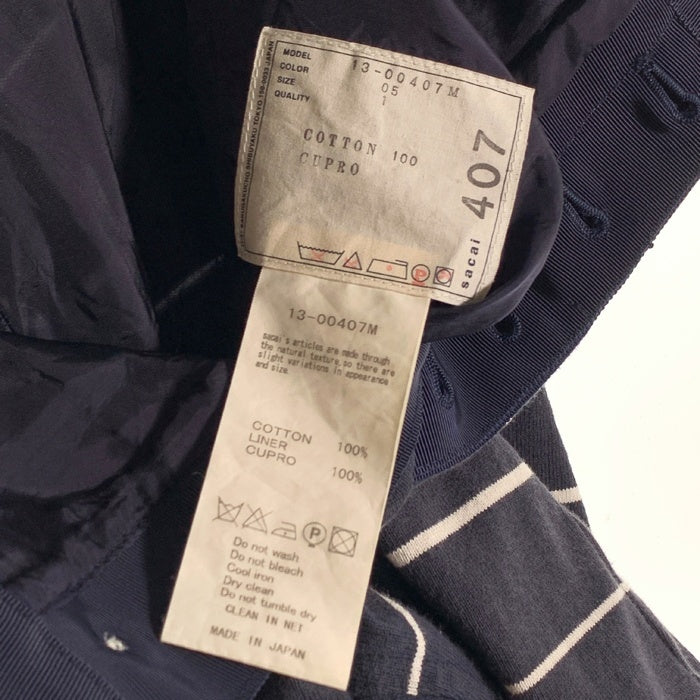 MODEL 13-00407M
COLOR 05
SIZE 1
QUALITY
COTTON 100
CUPRO
sacai 407
13-00407M
sacai's articles are made through
the natural texture, so there are
slight variations in appearance
and size.
COTTON 100%
LINER
CUPRO 100%
P
Do not wash
Do not bleach
Cool iron
Dry clean
Do not tumble dry
CLEAN IN NET
MADE IN JAPAN